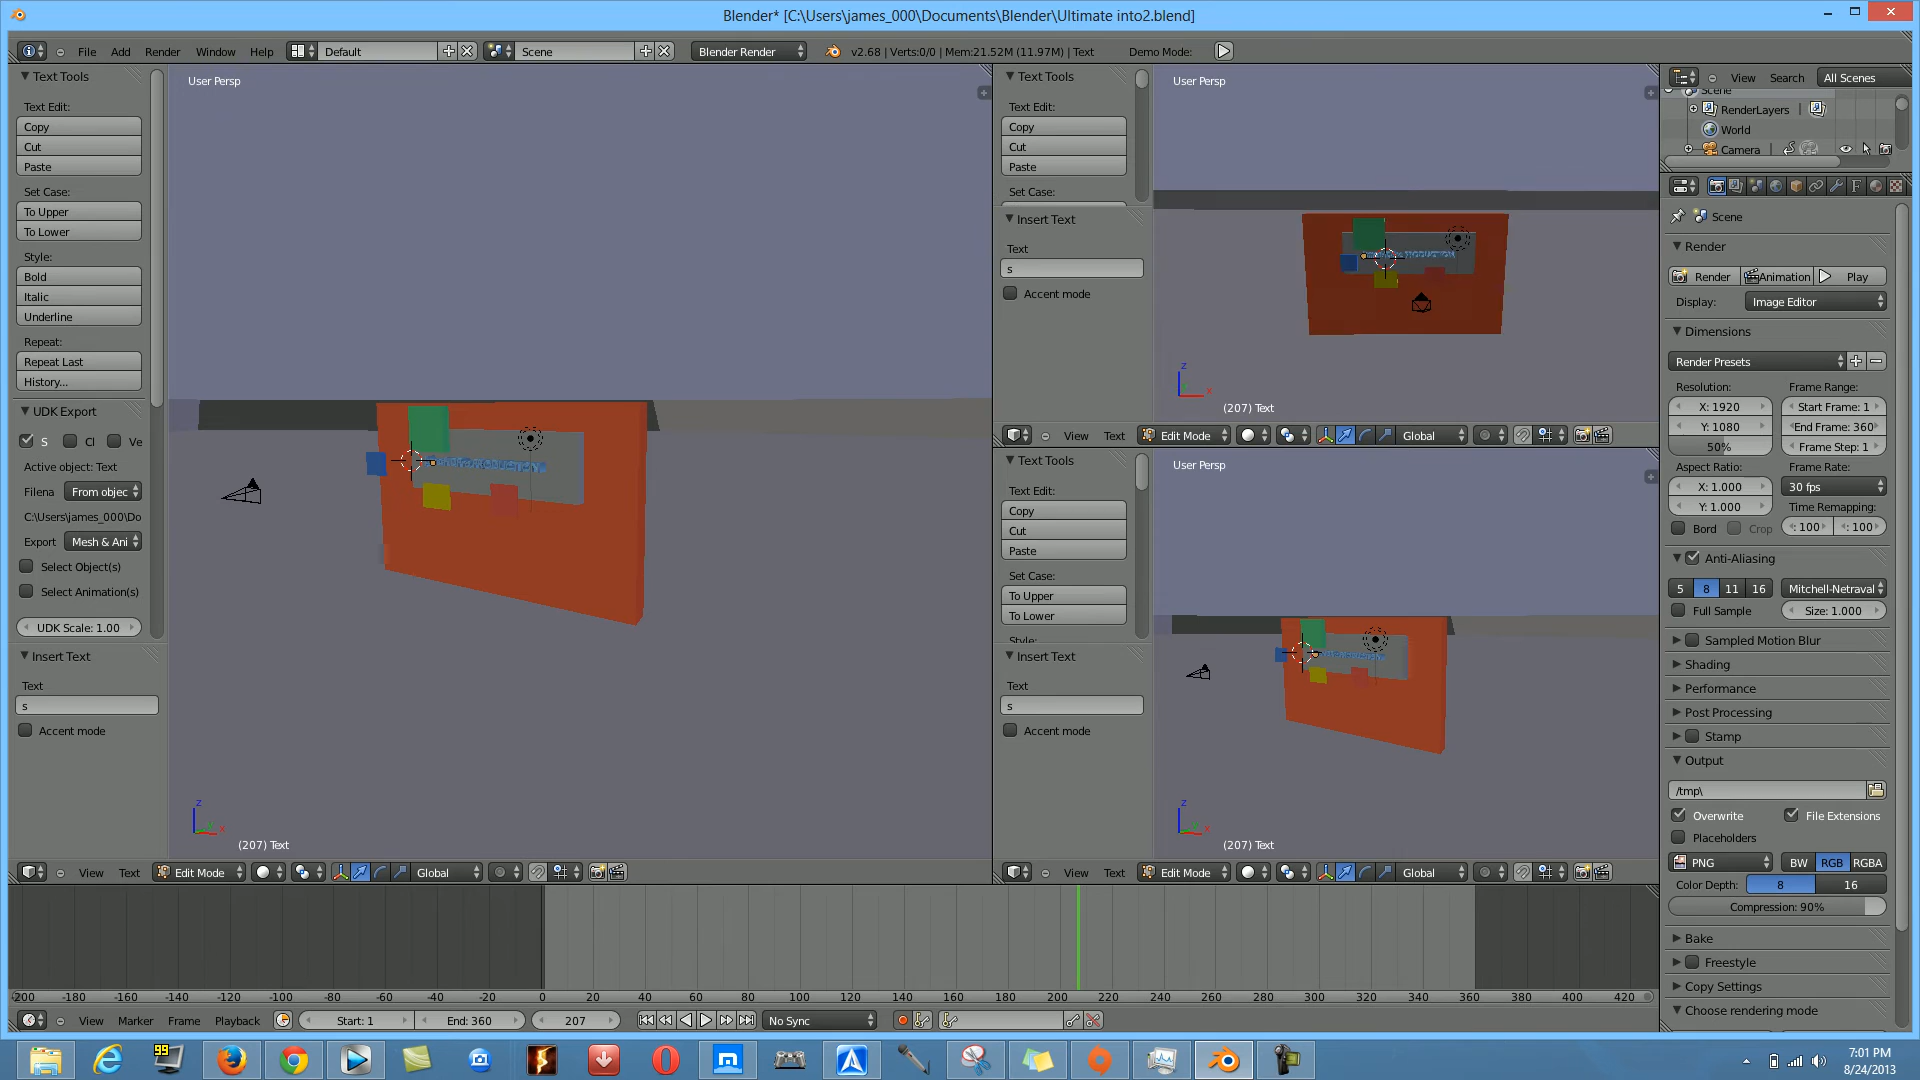 Blender* [C:\Users\james_000\Documents\Blender\Ultimate into2.blend]
File Add Render Window Help Default Scene Blender Render v2.68 | Verts:0/0 | Mem:21.52M (11.97M) | Text Demo Mode:
Text Tools
Text Edit:
Copy
Cut
Paste
Set Case:
To Upper
To Lower
Style:
Bold
Italic
Underline
Repeat:
Repeat Last
History...
UDK Export
S Cl Ve
Active object: Text
Filena From objec
C:\Users\james_000\Do
Export Mesh & Ani
Select Object(s)
Select Animation(s)
UDK Scale: 1.00
Insert Text
Text
s
Accent mode
User Persp
z
x
(207) Text
View Text Edit Mode Global
Text Tools
Text Edit:
Copy
Cut
Paste
Set Case:
Insert Text
Text
s
Accent mode
User Persp
z
x
(207) Text
View Text Edit Mode Global
Text Tools
Text Edit:
Copy
Cut
Paste
Set Case:
To Upper
To Lower
Style:
Insert Text
Text
s
Accent mode
User Persp
z
x
(207) Text
View Text Edit Mode Global
View Search All Scenes
Scene
RenderLayers
World
Camera
Scene
Render
Render Animation Play
Display: Image Editor
Dimensions
Render Presets
Resolution: Frame Range:
X: 1920 Start Frame: 1
Y: 1080 End Frame: 360
50% Frame Step: 1
Aspect Ratio: Frame Rate:
X: 1.000 30 fps
Y: 1.000 Time Remapping:
Bord Crop : 100 : 100
Anti-Aliasing
5 8 11 16 Mitchell-Netraval
Full Sample Size: 1.000
Sampled Motion Blur
Shading
Performance
Post Processing
Stamp
Output
/tmp\
Overwrite File Extensions
Placeholders
PNG BW RGB RGBA
Color Depth: 8 16
Compression: 90%
Bake
Freestyle
Copy Settings
Choose rendering mode
-200 -180 -160 -140 -120 -100 -80 -60 -40 -20 0 20 40 60 80 100 120 140 160 180 200 220 240 260 280 300 320 340 360 380 400 420
View Marker Frame Playback Start: 1 End: 360 207 No Sync
99
7:01 PM
8/24/2013